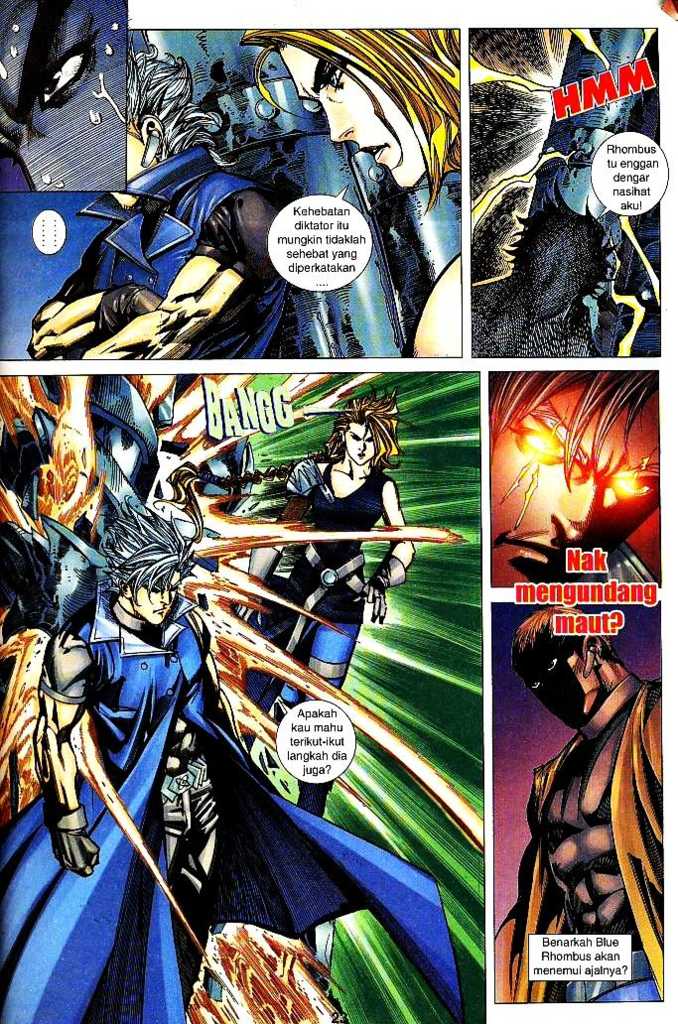 ......
Kehebatan
diktator itu
mungkin tidaklah
sehebat yang
diperkatakan
....
HMM
Rhombus
tu enggan
dengar
nasihat
aku!
BANGG
Apakah
kau mahu
terikut-ikut
langkah dia
juga?
Nak
mengundang
maut?
Benarkah Blue
Rhombus akan
menemui ajalnya?